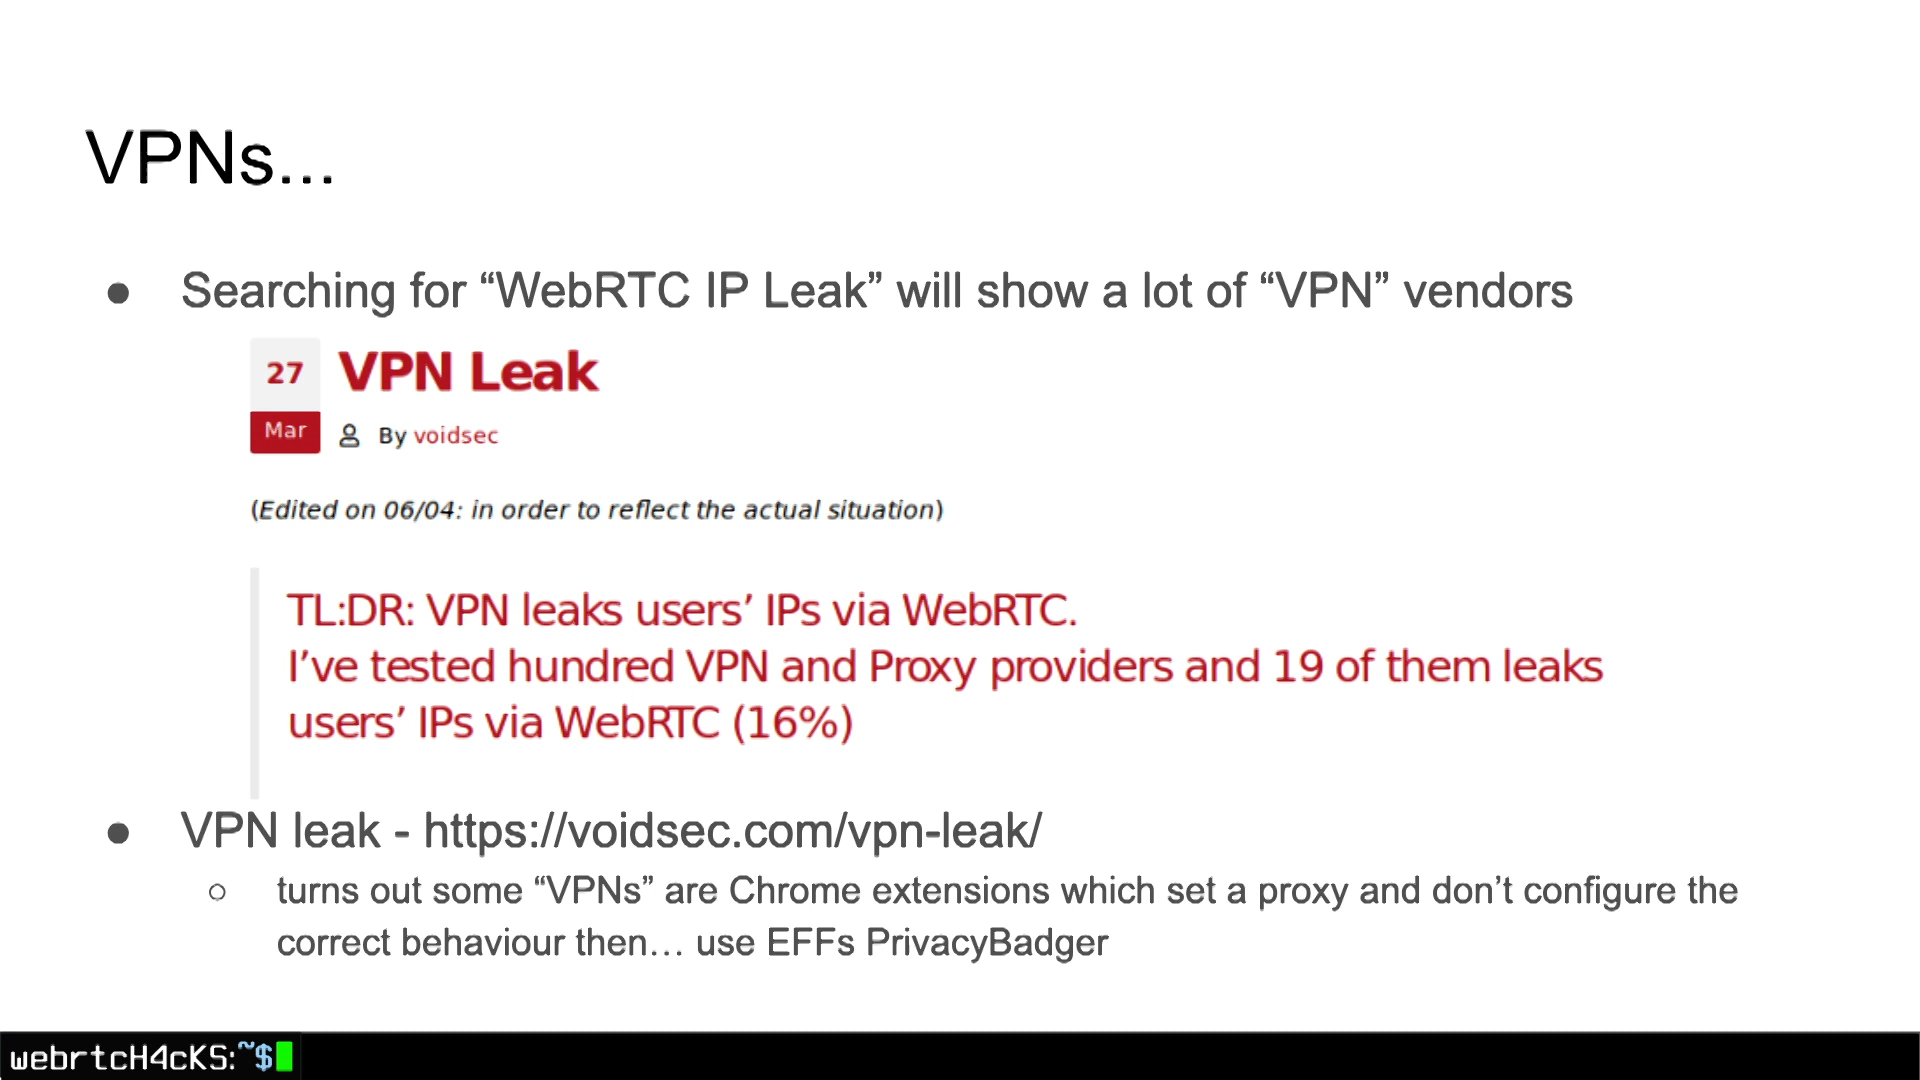 VPNs...
● Searching for “WebRTC IP Leak” will show a lot of “VPN” vendors
27
VPN Leak
Mar
By voidsec
(Edited on 06/04: in order to reflect the actual situation)
TL:DR: VPN leaks users’ IPs via WebRTC.
I’ve tested hundred VPN and Proxy providers and 19 of them leaks
users’ IPs via WebRTC (16%)
● VPN leak - https://voidsec.com/vpn-leak/
○ turns out some “VPNs” are Chrome extensions which set a proxy and don’t configure the
correct behaviour then... use EFFs PrivacyBadger
webrtcH4cKS:~$